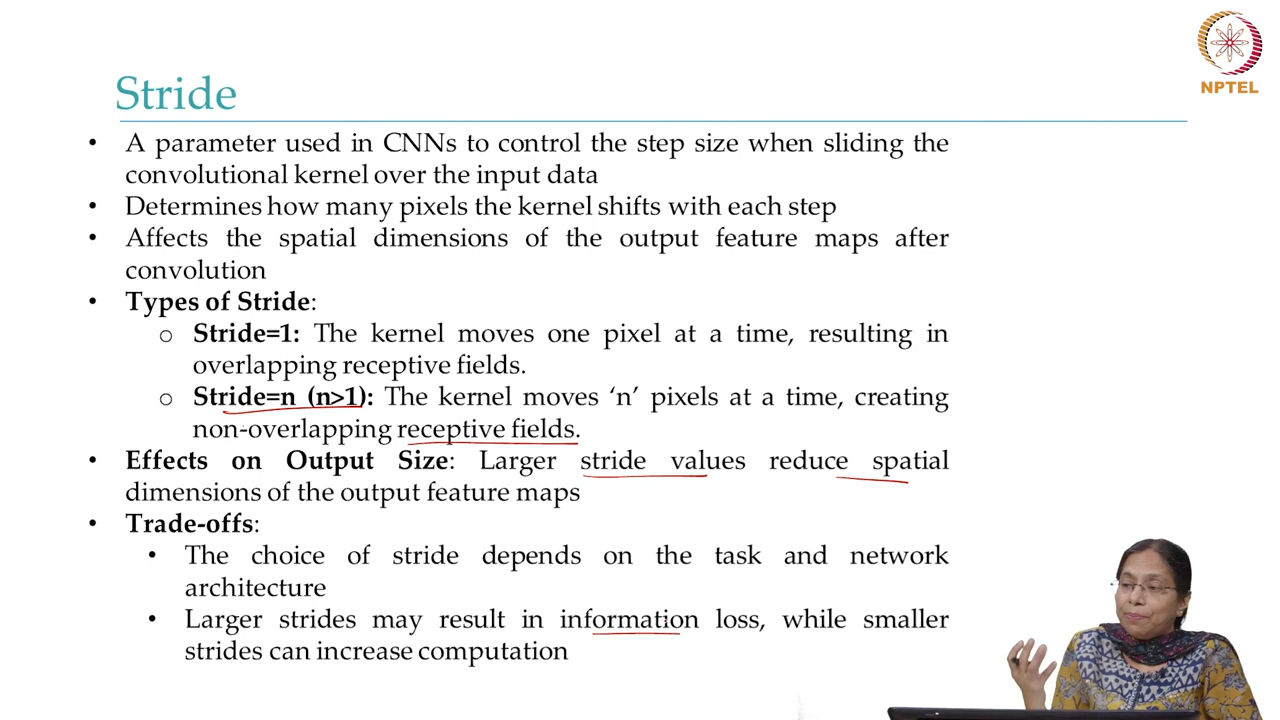 NPTEL
Stride
• A parameter used in CNNs to control the step size when sliding the
convolutional kernel over the input data
• Determines how many pixels the kernel shifts with each step
• Affects the spatial dimensions of the output feature maps after
convolution
• Types of Stride:
o Stride=1: The kernel moves one pixel at a time, resulting in
overlapping receptive fields.
o Stride=n (n>1): The kernel moves ‘n’ pixels at a time, creating
non-overlapping receptive fields.
• Effects on Output Size: Larger stride values reduce spatial
dimensions of the output feature maps
• Trade-offs:
• The choice of stride depends on the task and network
architecture
• Larger strides may result in information loss, while smaller
strides can increase computation